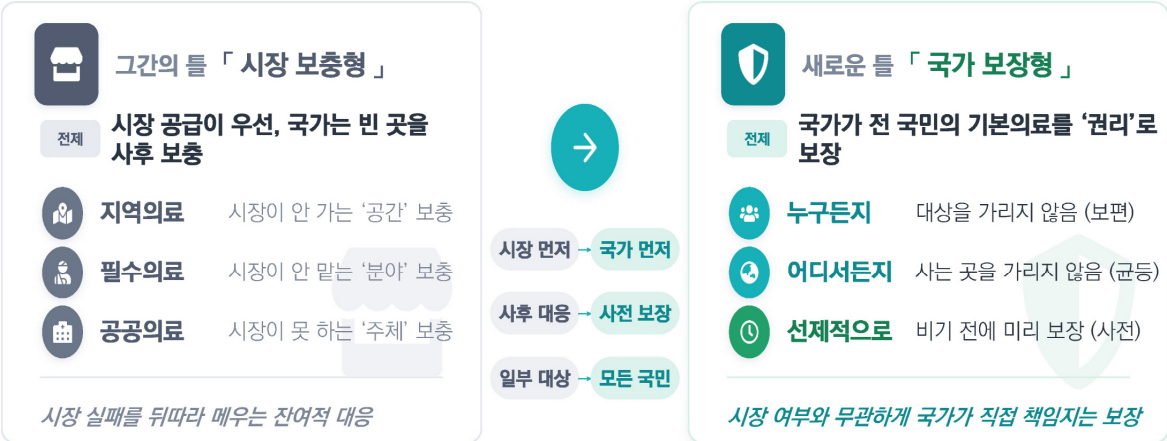 그간의 틀 「 시장 보충형 」
전제
시장 공급이 우선, 국가는 빈 곳을
사후 보충
지역의료 시장이 안 가는 ‘공간’ 보충
필수의료 시장이 안 맡는 ‘분야’ 보충
공공의료 시장이 못 하는 ‘주체’ 보충
시장 실패를 뒤따라 메우는 잔여적 대응
시장 먼저 → 국가 먼저
사후 대응 → 사전 보장
일부 대상 → 모든 국민
새로운 틀 「 국가 보장형 」
전제
국가가 전 국민의 기본의료를 ‘권리’로
보장
누구든지 대상을 가리지 않음 (보편)
어디서든지 사는 곳을 가리지 않음 (균등)
선제적으로 비기 전에 미리 보장 (사전)
시장 여부와 무관하게 국가가 직접 책임지는 보장